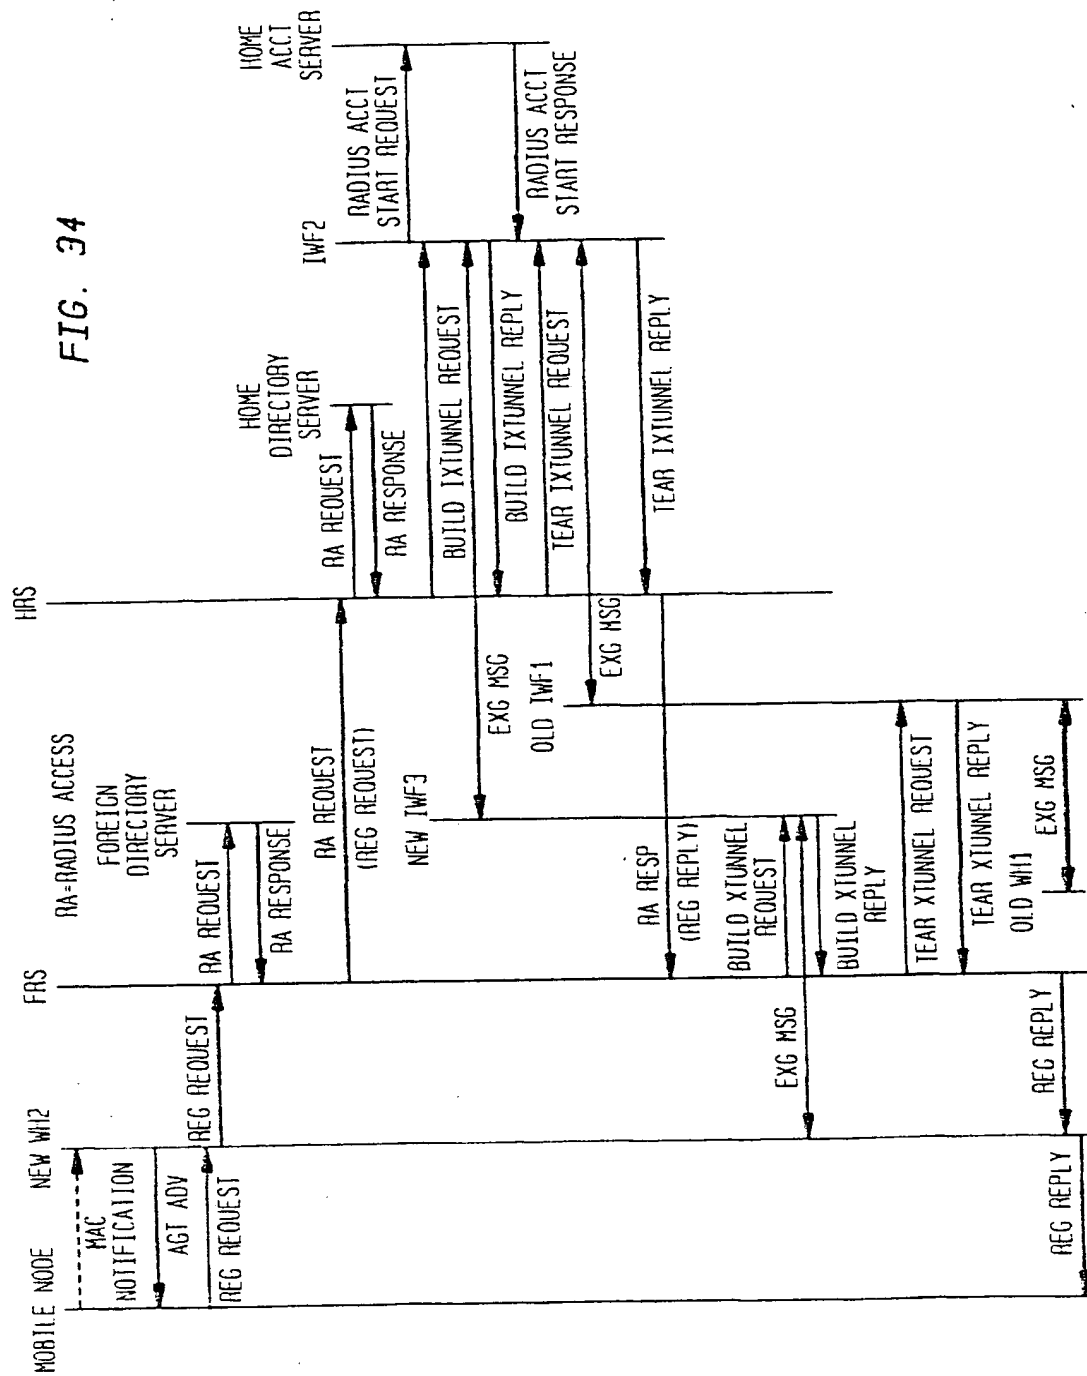 FIG. 34
RA=RADIUS ACCESS
MOBILE NODE
NEW WH2
FRS
FOREIGN
DIRECTORY
SERVER
HRS
HOME
DIRECTORY
SERVER
IWF2
HOME
ACCT
SERVER
MAC
NOTIFICATION
AGT ADV
REG REQUEST
REG REQUEST
RA REQUEST
RA RESPONSE
RA REQUEST
(REG REQUEST)
RA REQUEST
RA RESPONSE
RADIUS ACCT
START REQUEST
BUILD IXTUNNEL REQUEST
NEW IWF3
EXG MSG
BUILD IXTUNNEL REPLY
RADIUS ACCT
START RESPONSE
TEAR IXTUNNEL REQUEST
OLD IWF1
EXG MSG
TEAR IXTUNNEL REPLY
RA RESP
(REG REPLY)
BUILD XTUNNEL
REQUEST
EXG MSG
BUILD XTUNNEL
REPLY
TEAR XTUNNEL REQUEST
TEAR XTUNNEL REPLY
OLD WH1
EXG MSG
REG REPLY
REG REPLY